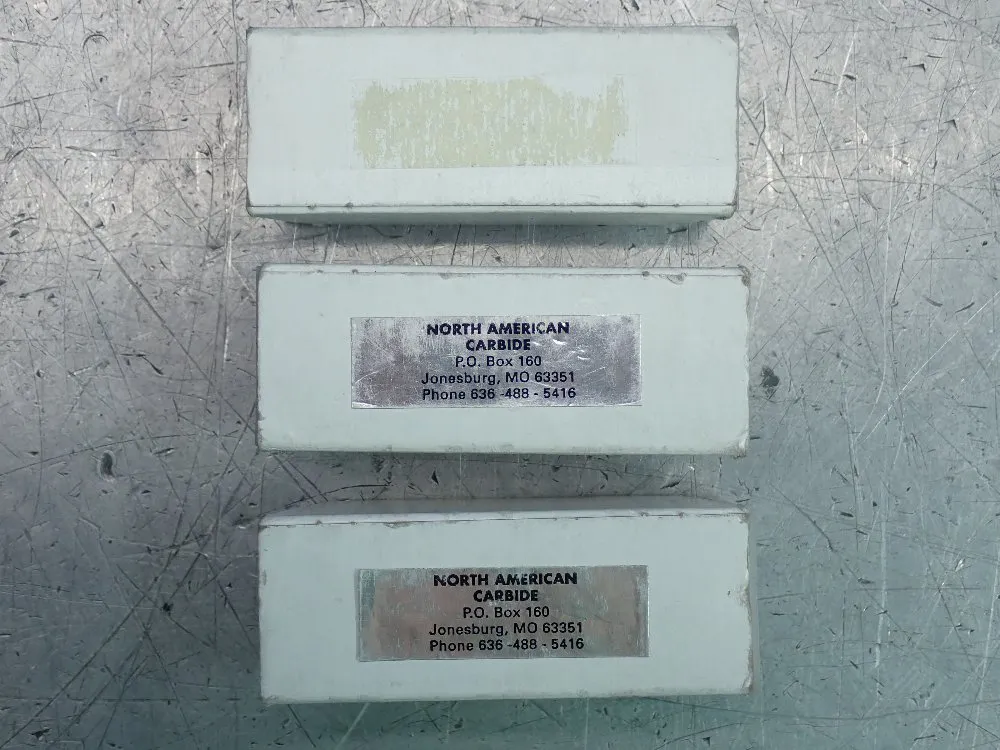 NORTH AMERICAN
CARBIDE
P.O. Box 160
Jonesburg, MO 63351
Phone 636 -488 - 5416
NORTH AMERICAN
CARBIDE
P.O. Box 160
Jonesburg, MO 63351
Phone 636 -488 - 5416